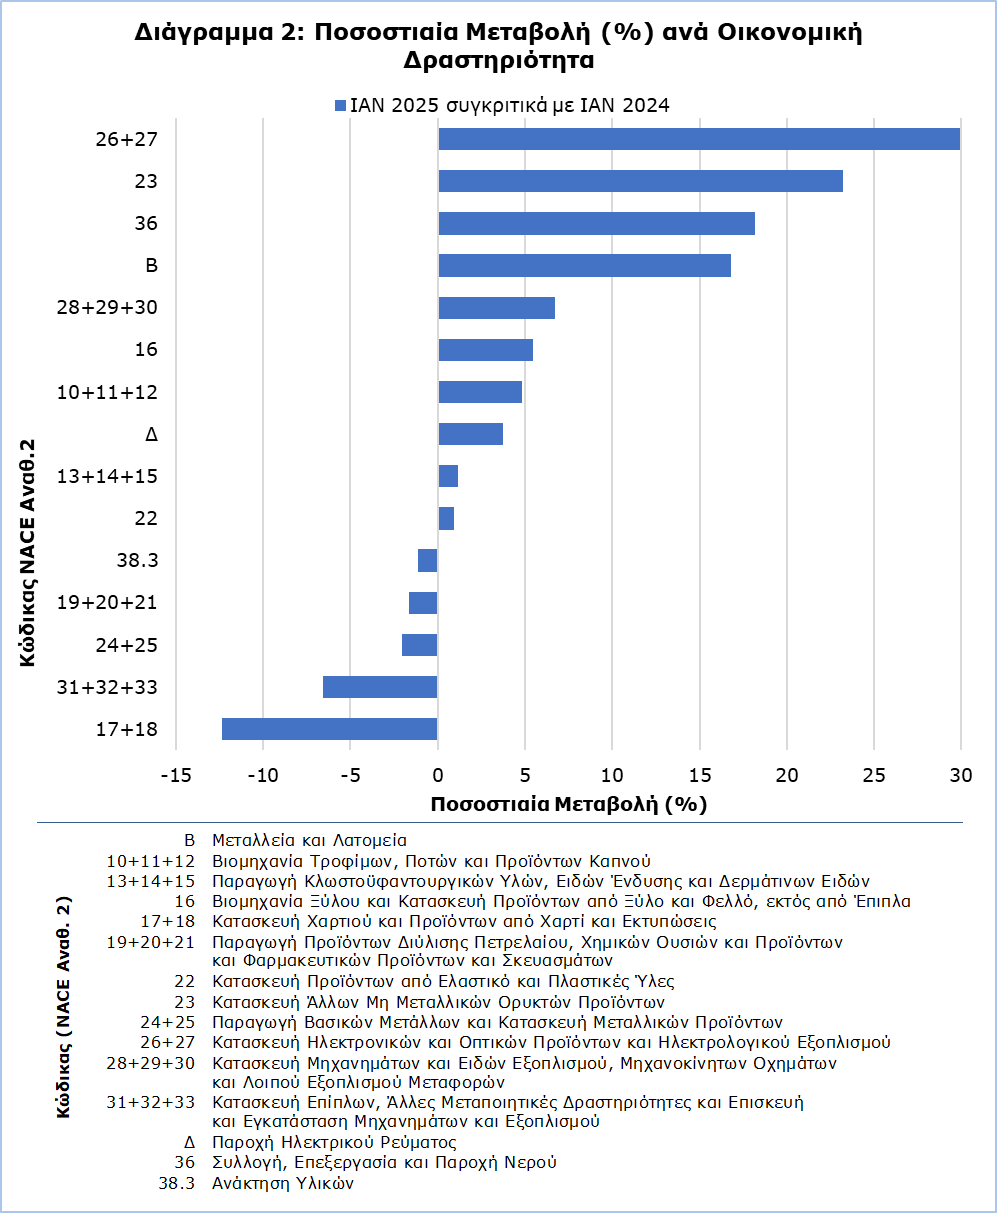 Διάγραμμα 2: Ποσοστιαία Μεταβολή (%) ανά Οικονομική
Δραστηριότητα
ΙΑΝ 2025 συγκριτικά με ΙΑΝ 2024
26+27
23
36
Β
28+29+30
16
10+11+12
Δ
13+14+15
22
38.3
19+20+21
24+25
31+32+33
17+18
Κώδικας NACE Αναθ.2
-15 -10 -5 0 5 10 15 20 25 30
Ποσοστιαία Μεταβολή (%)
Κώδικας (NACE Αναθ. 2)
Β Μεταλλεία και Λατομεία
10+11+12 Βιομηχανία Τροφίμων, Ποτών και Προϊόντων Καπνού
13+14+15 Παραγωγή Κλωστοϋφαντουργικών Υλών, Ειδών Ένδυσης και Δερμάτινων Ειδών
16 Βιομηχανία Ξύλου και Κατασκευή Προϊόντων από Ξύλο και Φελλό, εκτός από Έπιπλα
17+18 Κατασκευή Χαρτιού και Προϊόντων από Χαρτί και Εκτυπώσεις
19+20+21 Παραγωγή Προϊόντων Διύλισης Πετρελαίου, Χημικών Ουσιών και Προϊόντων
και Φαρμακευτικών Προϊόντων και Σκευασμάτων
22 Κατασκευή Προϊόντων από Ελαστικό και Πλαστικές Ύλες
23 Κατασκευή Άλλων Μη Μεταλλικών Ορυκτών Προϊόντων
24+25 Παραγωγή Βασικών Μετάλλων και Κατασκευή Μεταλλικών Προϊόντων
26+27 Κατασκευή Ηλεκτρονικών και Οπτικών Προϊόντων και Ηλεκτρολογικού Εξοπλισμού
28+29+30 Κατασκευή Μηχανημάτων και Ειδών Εξοπλισμού, Μηχανοκίνητων Οχημάτων
και Λοιπού Εξοπλισμού Μεταφορών
31+32+33 Κατασκευή Επίπλων, Άλλες Μεταποιητικές Δραστηριότητες και Επισκευή
και Εγκατάσταση Μηχανημάτων και Εξοπλισμού
Δ Παροχή Ηλεκτρικού Ρεύματος
36 Συλλογή, Επεξεργασία και Παροχή Νερού
38.3 Ανάκτηση Υλικών